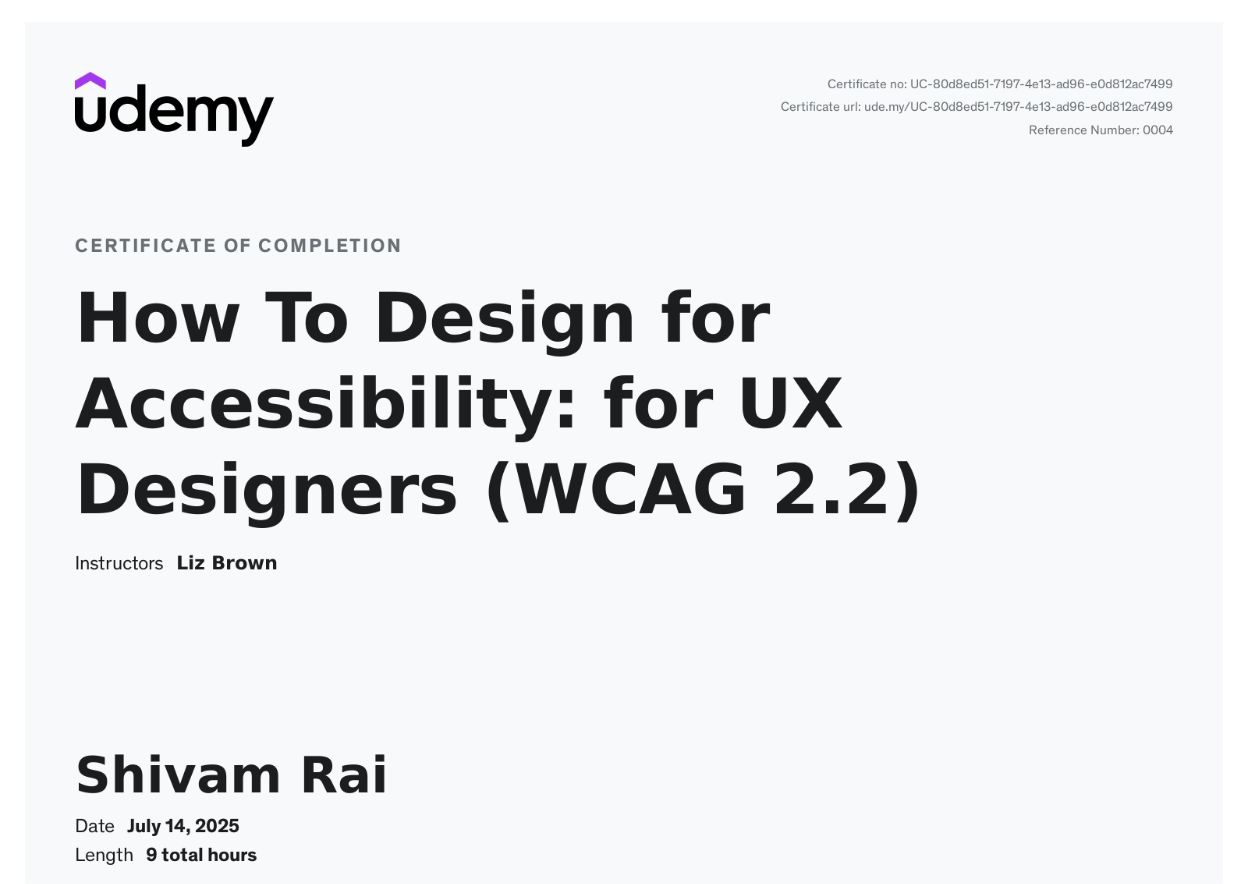 udemy
Certificate no: UC-80d8ed51-7197-4e13-ad96-e0d812ac7499
Certificate url: ude.my/UC-80d8ed51-7197-4e13-ad96-e0d812ac7499
Reference Number: 0004
CERTIFICATE OF COMPLETION
How To Design for
Accessibility: for UX
Designers (WCAG 2.2)
Instructors Liz Brown
Shivam Rai
Date July 14, 2025
Length 9 total hours